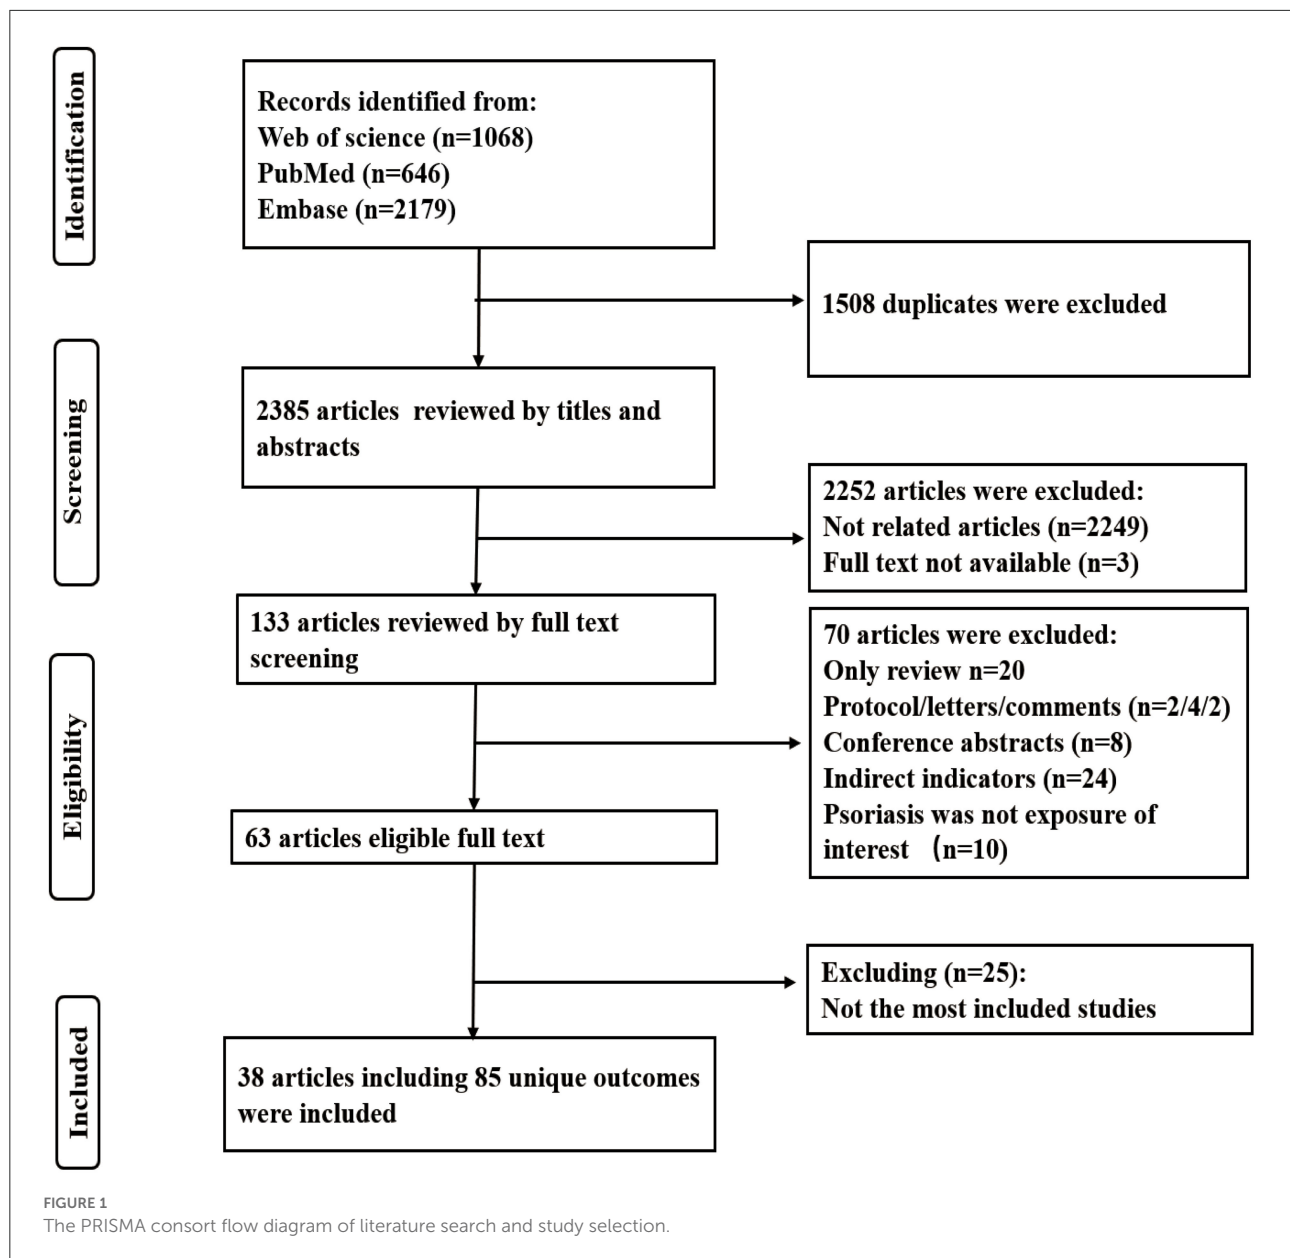 Identification
Records identified from:
Web of science (n=1068)
PubMed (n=646)
Embase (n=2179)
1508 duplicates were excluded
Screening
2385 articles reviewed by titles and
abstracts
2252 articles were excluded:
Not related articles (n=2249)
Full text not available (n=3)
133 articles reviewed by full text
screening
Eligibility
70 articles were excluded:
Only review n=20
Protocol/letters/comments (n=2/4/2)
Conference abstracts (n=8)
Indirect indicators (n=24)
Psoriasis was not exposure of
interest (n=10)
63 articles eligible full text
Excluding (n=25):
Not the most included studies
Included
38 articles including 85 unique outcomes
were included
FIGURE 1
The PRISMA consort flow diagram of literature search and study selection.